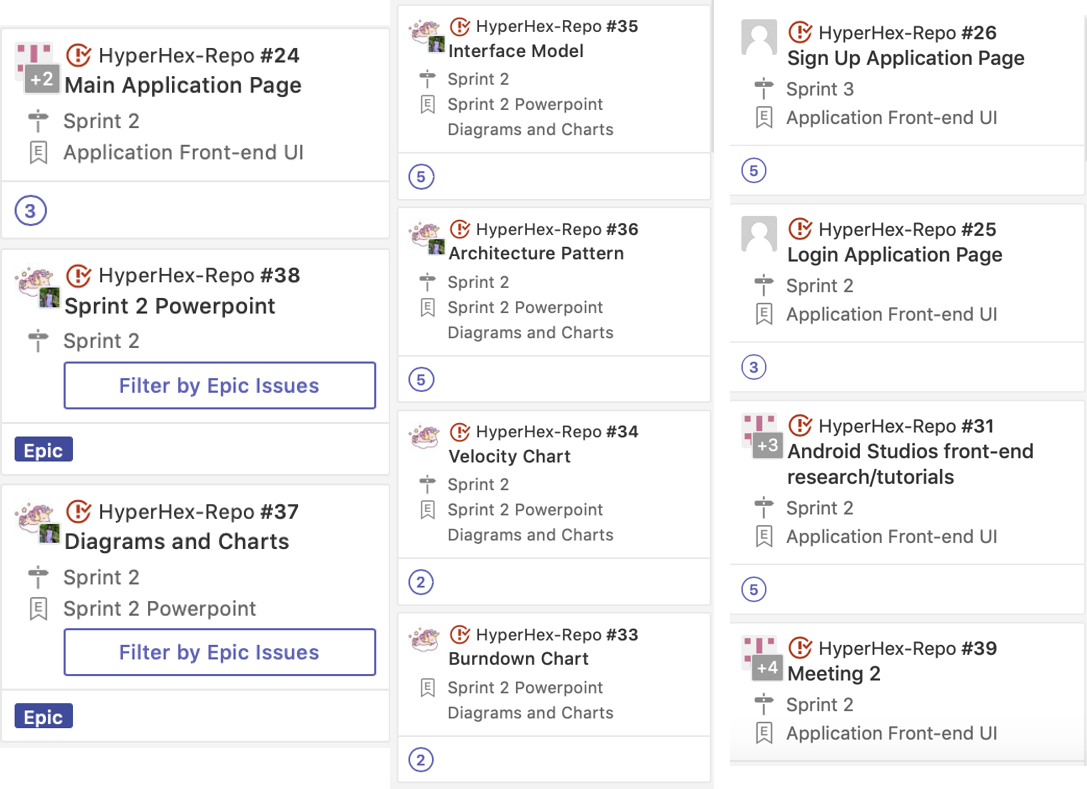 HyperHex-Repo #24
+2
Main Application Page
Sprint 2
E
Application Front-end UI
3
HyperHex-Repo #38
Sprint 2 Powerpoint
Sprint 2
Filter by Epic Issues
Epic
HyperHex-Repo #37
Diagrams and Charts
Sprint 2
E
Sprint 2 Powerpoint
Filter by Epic Issues
Epic
HyperHex-Repo #35
Interface Model
Sprint 2
E
Sprint 2 Powerpoint
Diagrams and Charts
5
HyperHex-Repo #36
Architecture Pattern
Sprint 2
E
Sprint 2 Powerpoint
Diagrams and Charts
5
HyperHex-Repo #34
Velocity Chart
Sprint 2
E
Sprint 2 Powerpoint
Diagrams and Charts
2
HyperHex-Repo #33
Burndown Chart
E
Sprint 2 Powerpoint
Diagrams and Charts
2
HyperHex-Repo #26
Sign Up Application Page
Sprint 3
E
Application Front-end UI
5
HyperHex-Repo #25
Login Application Page
Sprint 2
E
Application Front-end UI
3
HyperHex-Repo #31
+3
Android Studios front-end
research/tutorials
Sprint 2
E
Application Front-end UI
5
HyperHex-Repo #39
+4
Meeting 2
Sprint 2
E
Application Front-end UI